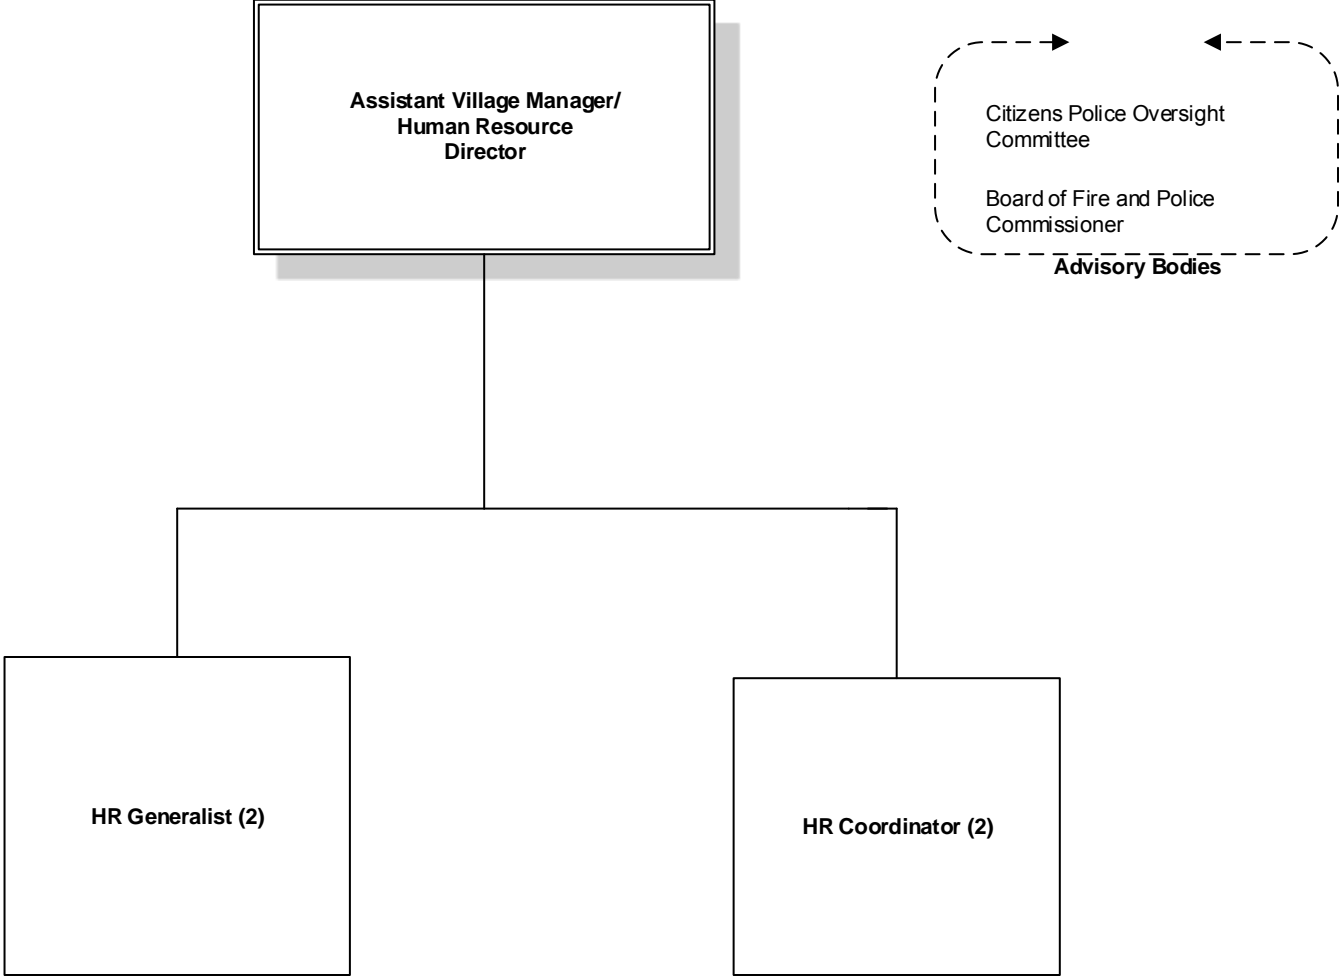 Assistant Village Manager/
Human Resource
Director
Citizens Police Oversight
Committee
Board of Fire and Police
Commissioner
Advisory Bodies
HR Generalist (2)
HR Coordinator (2)